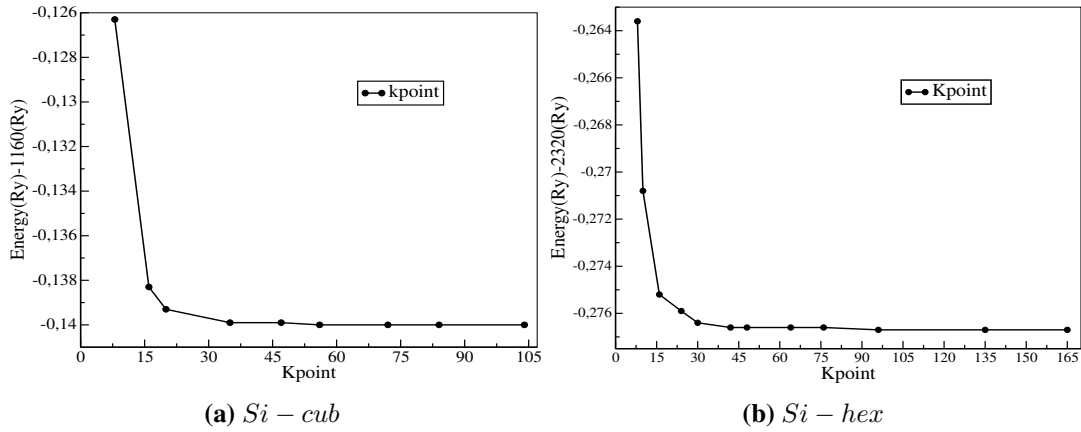 -0,126
-0,128
-0,13
-0,132
-0,134
-0,136
-0,138
-0,14
Energy(Ry)-1160(Ry)
kpoint
0 15 30 45 60 75 90 105
Kpoint
(a) Si − cub
-0,264
-0,266
-0,268
-0,27
-0,272
-0,274
-0,276
Energy(Ry)-2320(Ry)
Kpoint
0 15 30 45 60 75 90 105 120 135 150 165
Kpoint
(b) Si − hex